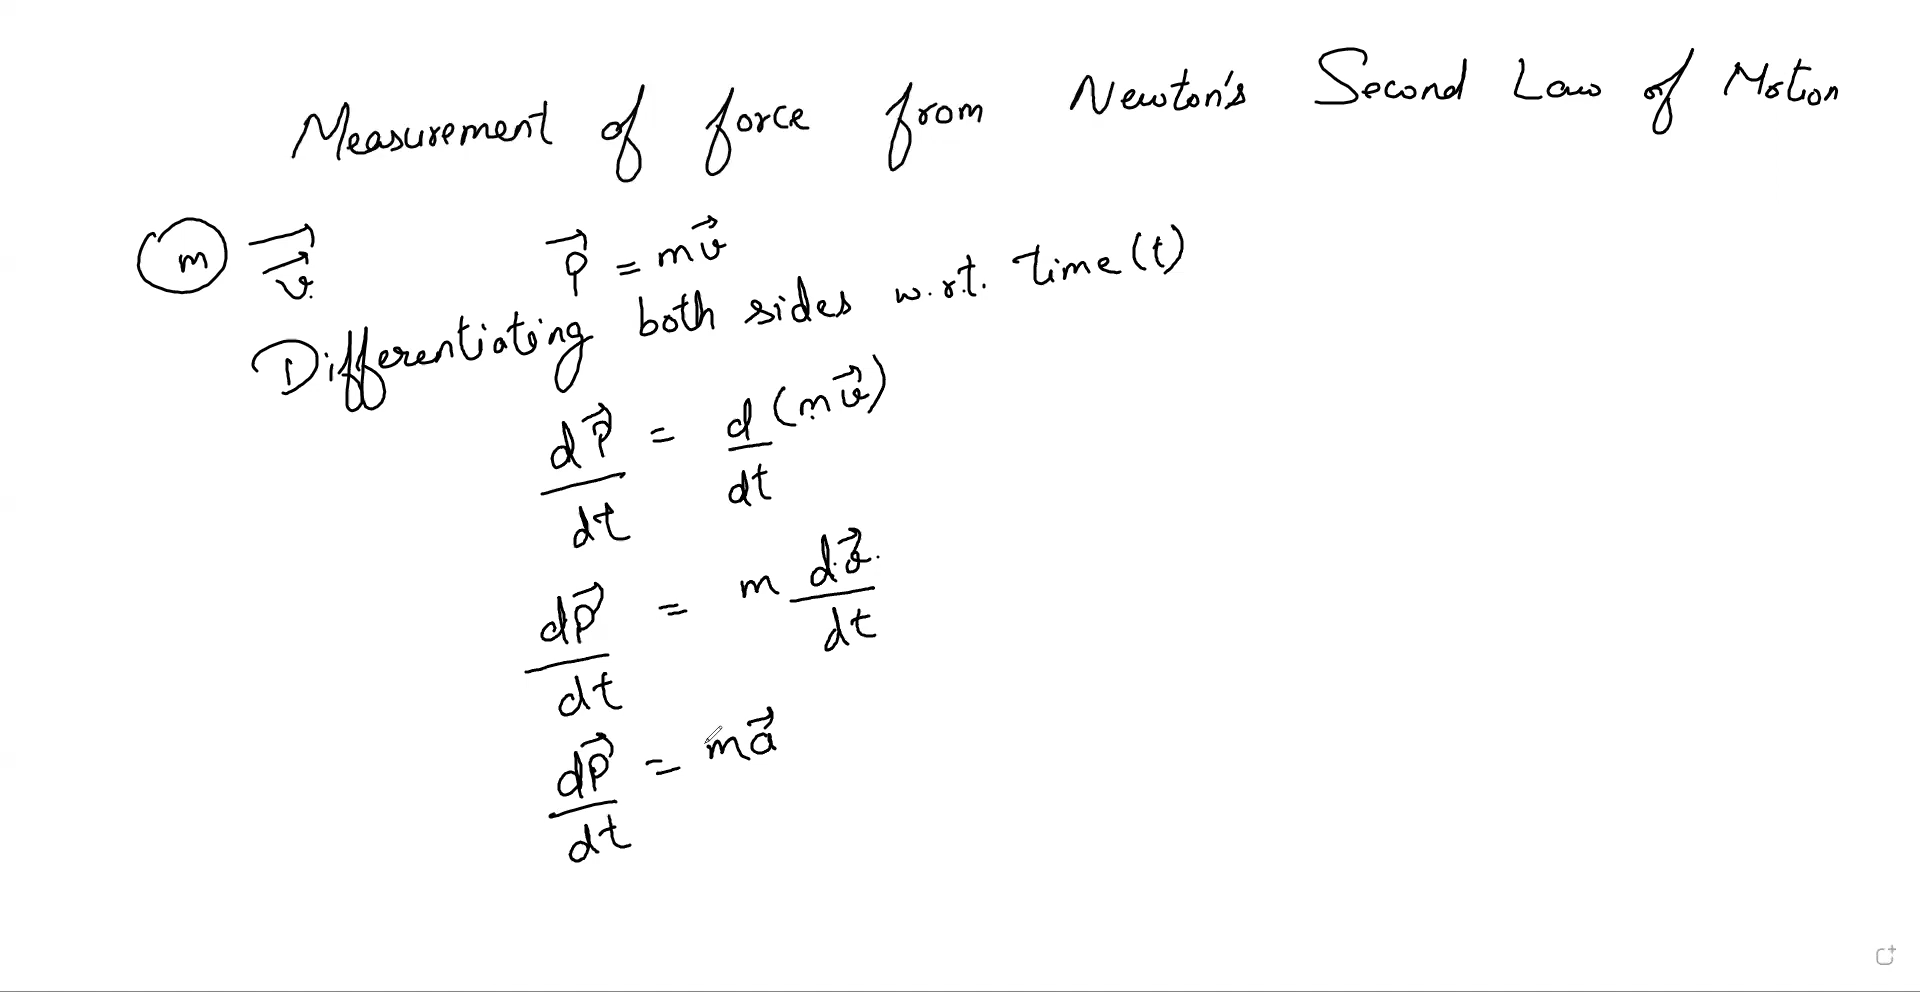 Measurement of force from Newton's Second Law of Motion
m v⃗ P⃗ = mv⃗
Differentiating both sides w.r.t. time (t)
dP⃗/dt = d/dt (mv⃗)
dP⃗/dt = m dv⃗/dt
dP⃗/dt = ma⃗